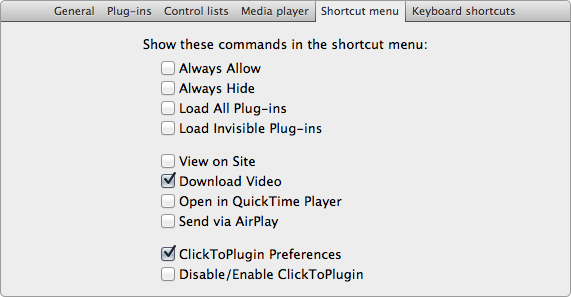 General Plug-ins Control lists Media player Shortcut menu Keyboard shortcuts
Show these commands in the shortcut menu:
Always Allow
Always Hide
Load All Plug-ins
Load Invisible Plug-ins
View on Site
Download Video
Open in QuickTime Player
Send via AirPlay
ClickToPlugin Preferences
Disable/Enable ClickToPlugin